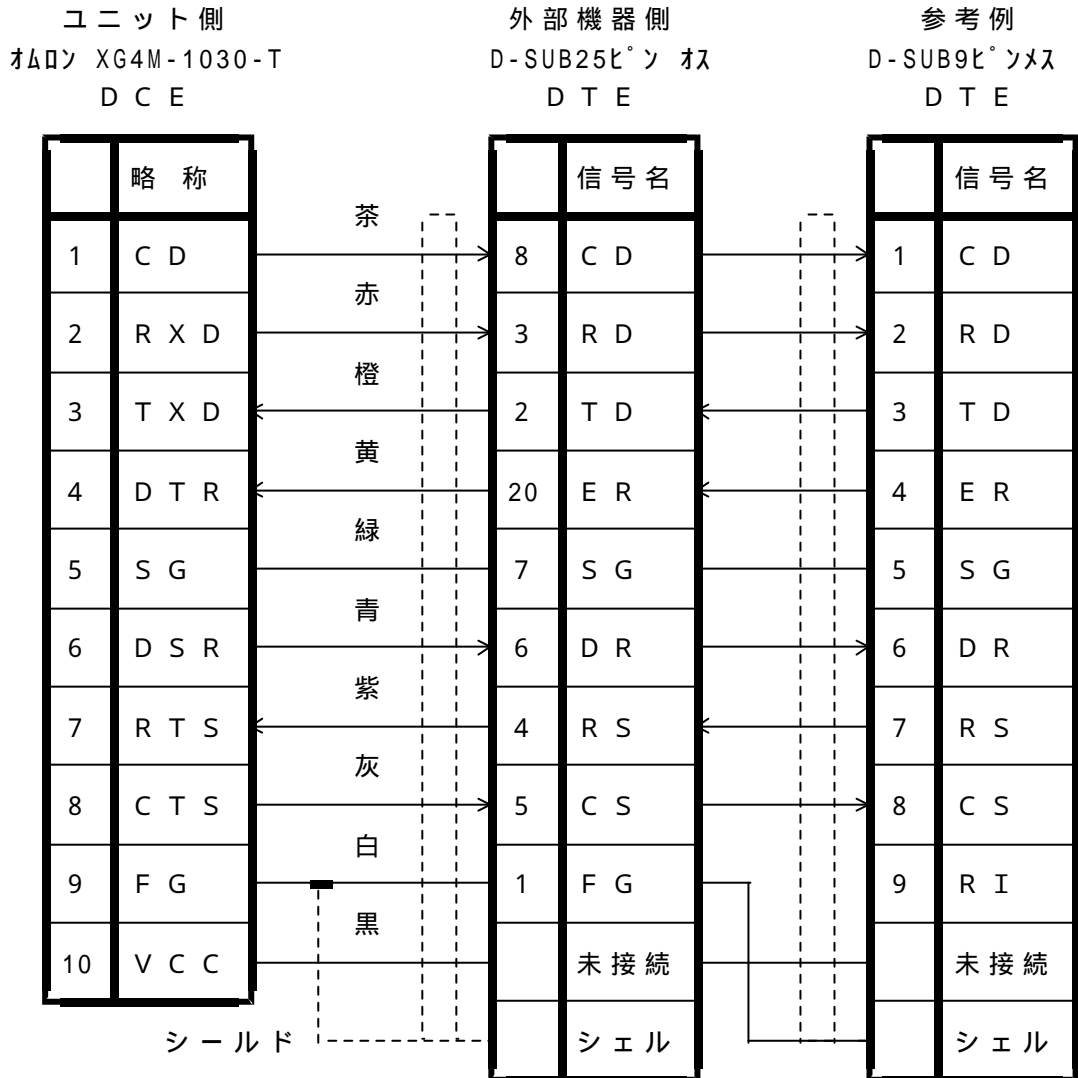 ユニット側 外部機器側 参考例
オムロン XG4M-1030-T D-SUB25ピン オス D-SUB9ピンメス
DCE DTE DTE
略称 信号名 信号名
茶
1 CD 8 CD 1 CD
赤
2 RXD 3 RD 2 RD
橙
3 TXD 2 TD 3 TD
黄
4 DTR 20 ER 4 ER
緑
5 SG 7 SG 5 SG
青
6 DSR 6 DR 6 DR
紫
7 RTS 4 RS 7 RS
灰
8 CTS 5 CS 8 CS
白
9 FG 1 FG 9 RI
黒
10 VCC 未接続 未接続
シールド シェル シェル